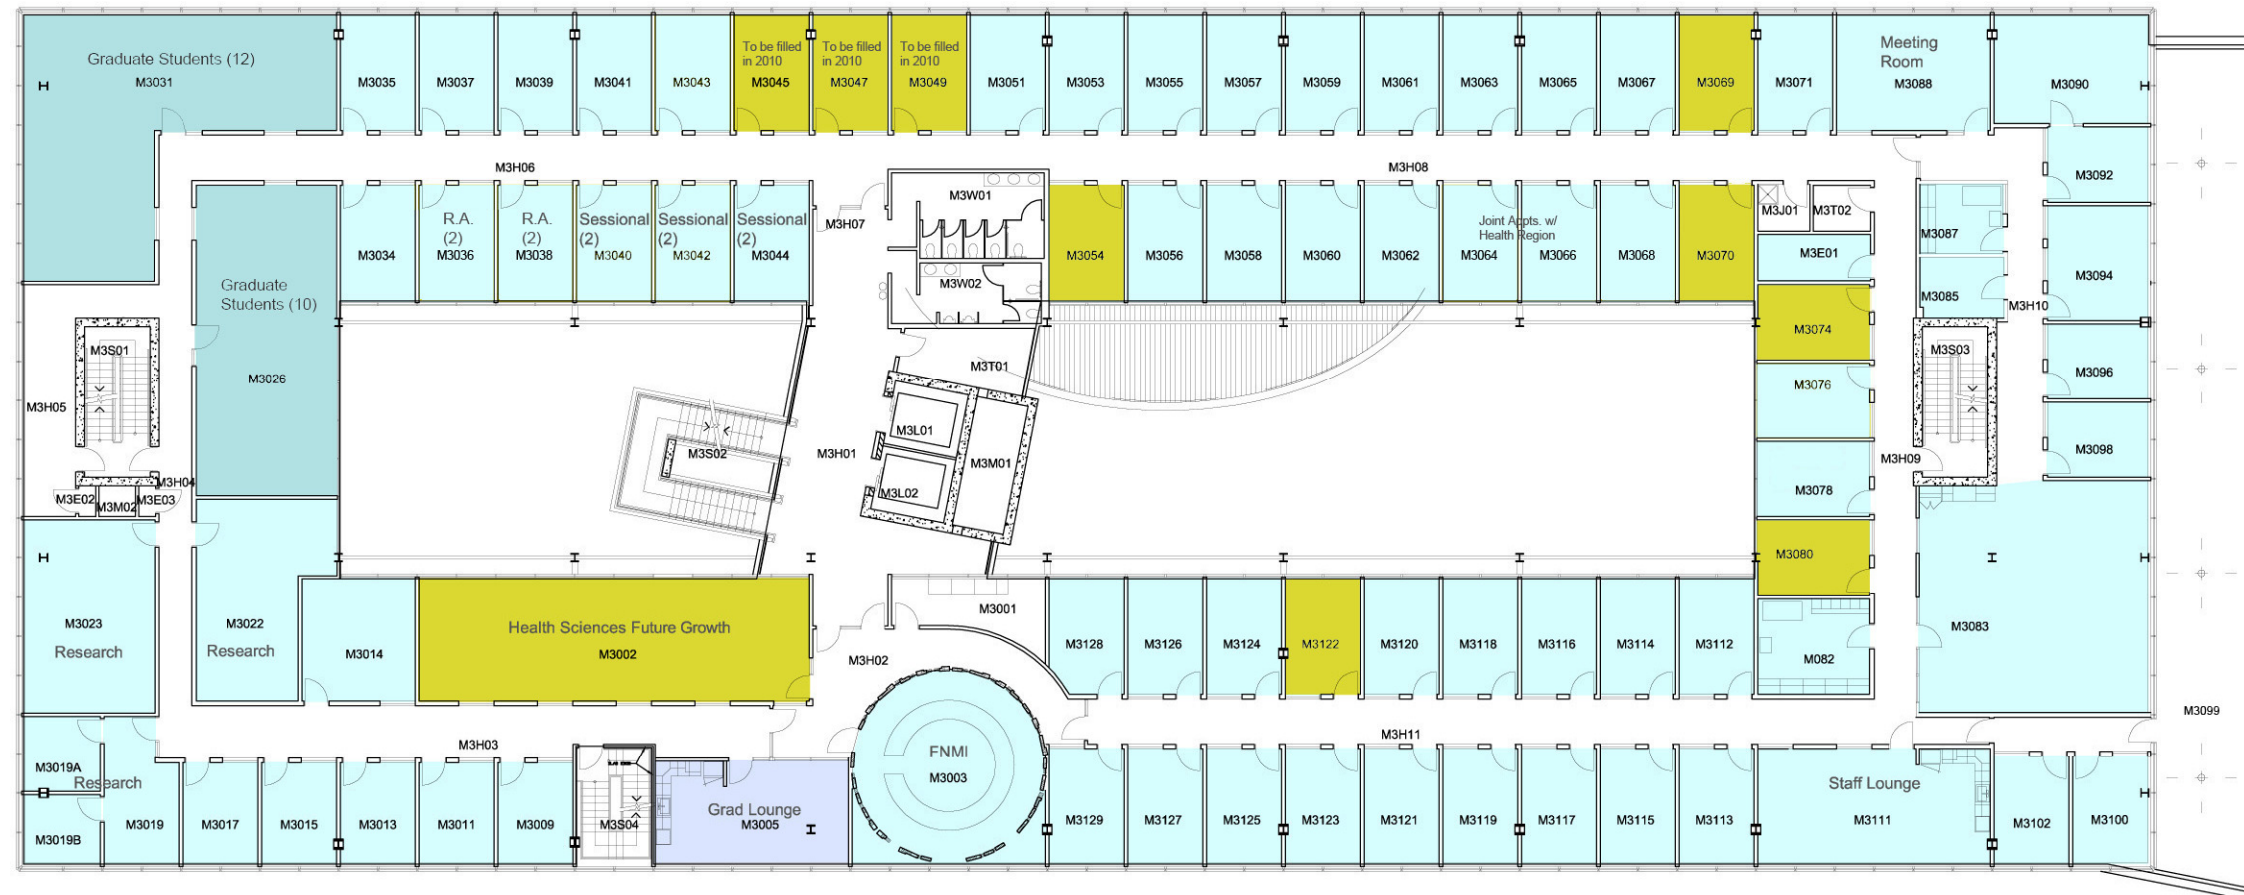 Graduate Students (12)
M3031
M3035
M3037
M3039
M3041
M3043
To be filled
in 2010
M3045
To be filled
in 2010
M3047
To be filled
in 2010
M3049
M3051
M3053
M3055
M3057
M3059
M3061
M3063
M3065
M3067
M3069
M3071
Meeting
Room
M3088
M3090
M3H06
M3H08
M3092
M3034
R.A.
(2)
M3036
R.A.
(2)
M3038
Sessional
(2)
M3040
Sessional
(2)
M3042
Sessional
(2)
M3044
M3H07
M3W01
M3W02
M3054
M3056
M3058
M3060
M3062
Joint Appts. w/
Health Region
M3064
M3066
M3068
M3070
M3J01
M3T02
M3E01
M3087
M3085
M3H10
M3094
Graduate
Students (10)
M3026
M3S01
M3H05
M3T01
M3074
M3076
M3S03
M3096
M3098
M3L01
M3S02
M3H01
M3M01
M3L02
M3H09
M3078
M3H04
M3E02
M3M02
M3E03
M3080
M3023
Research
M3022
Research
M3014
Health Sciences Future Growth
M3002
M3001
M3H02
M3128
M3126
M3124
M3122
M3120
M3118
M3116
M3114
M3112
M082
M3083
M3099
M3H03
M3H11
M3019A
Research
M3019B
M3019
M3017
M3015
M3013
M3011
M3009
M3S04
Grad Lounge
M3005
FNMI
M3003
M3129
M3127
M3125
M3123
M3121
M3119
M3117
M3115
M3113
Staff Lounge
M3111
M3102
M3100